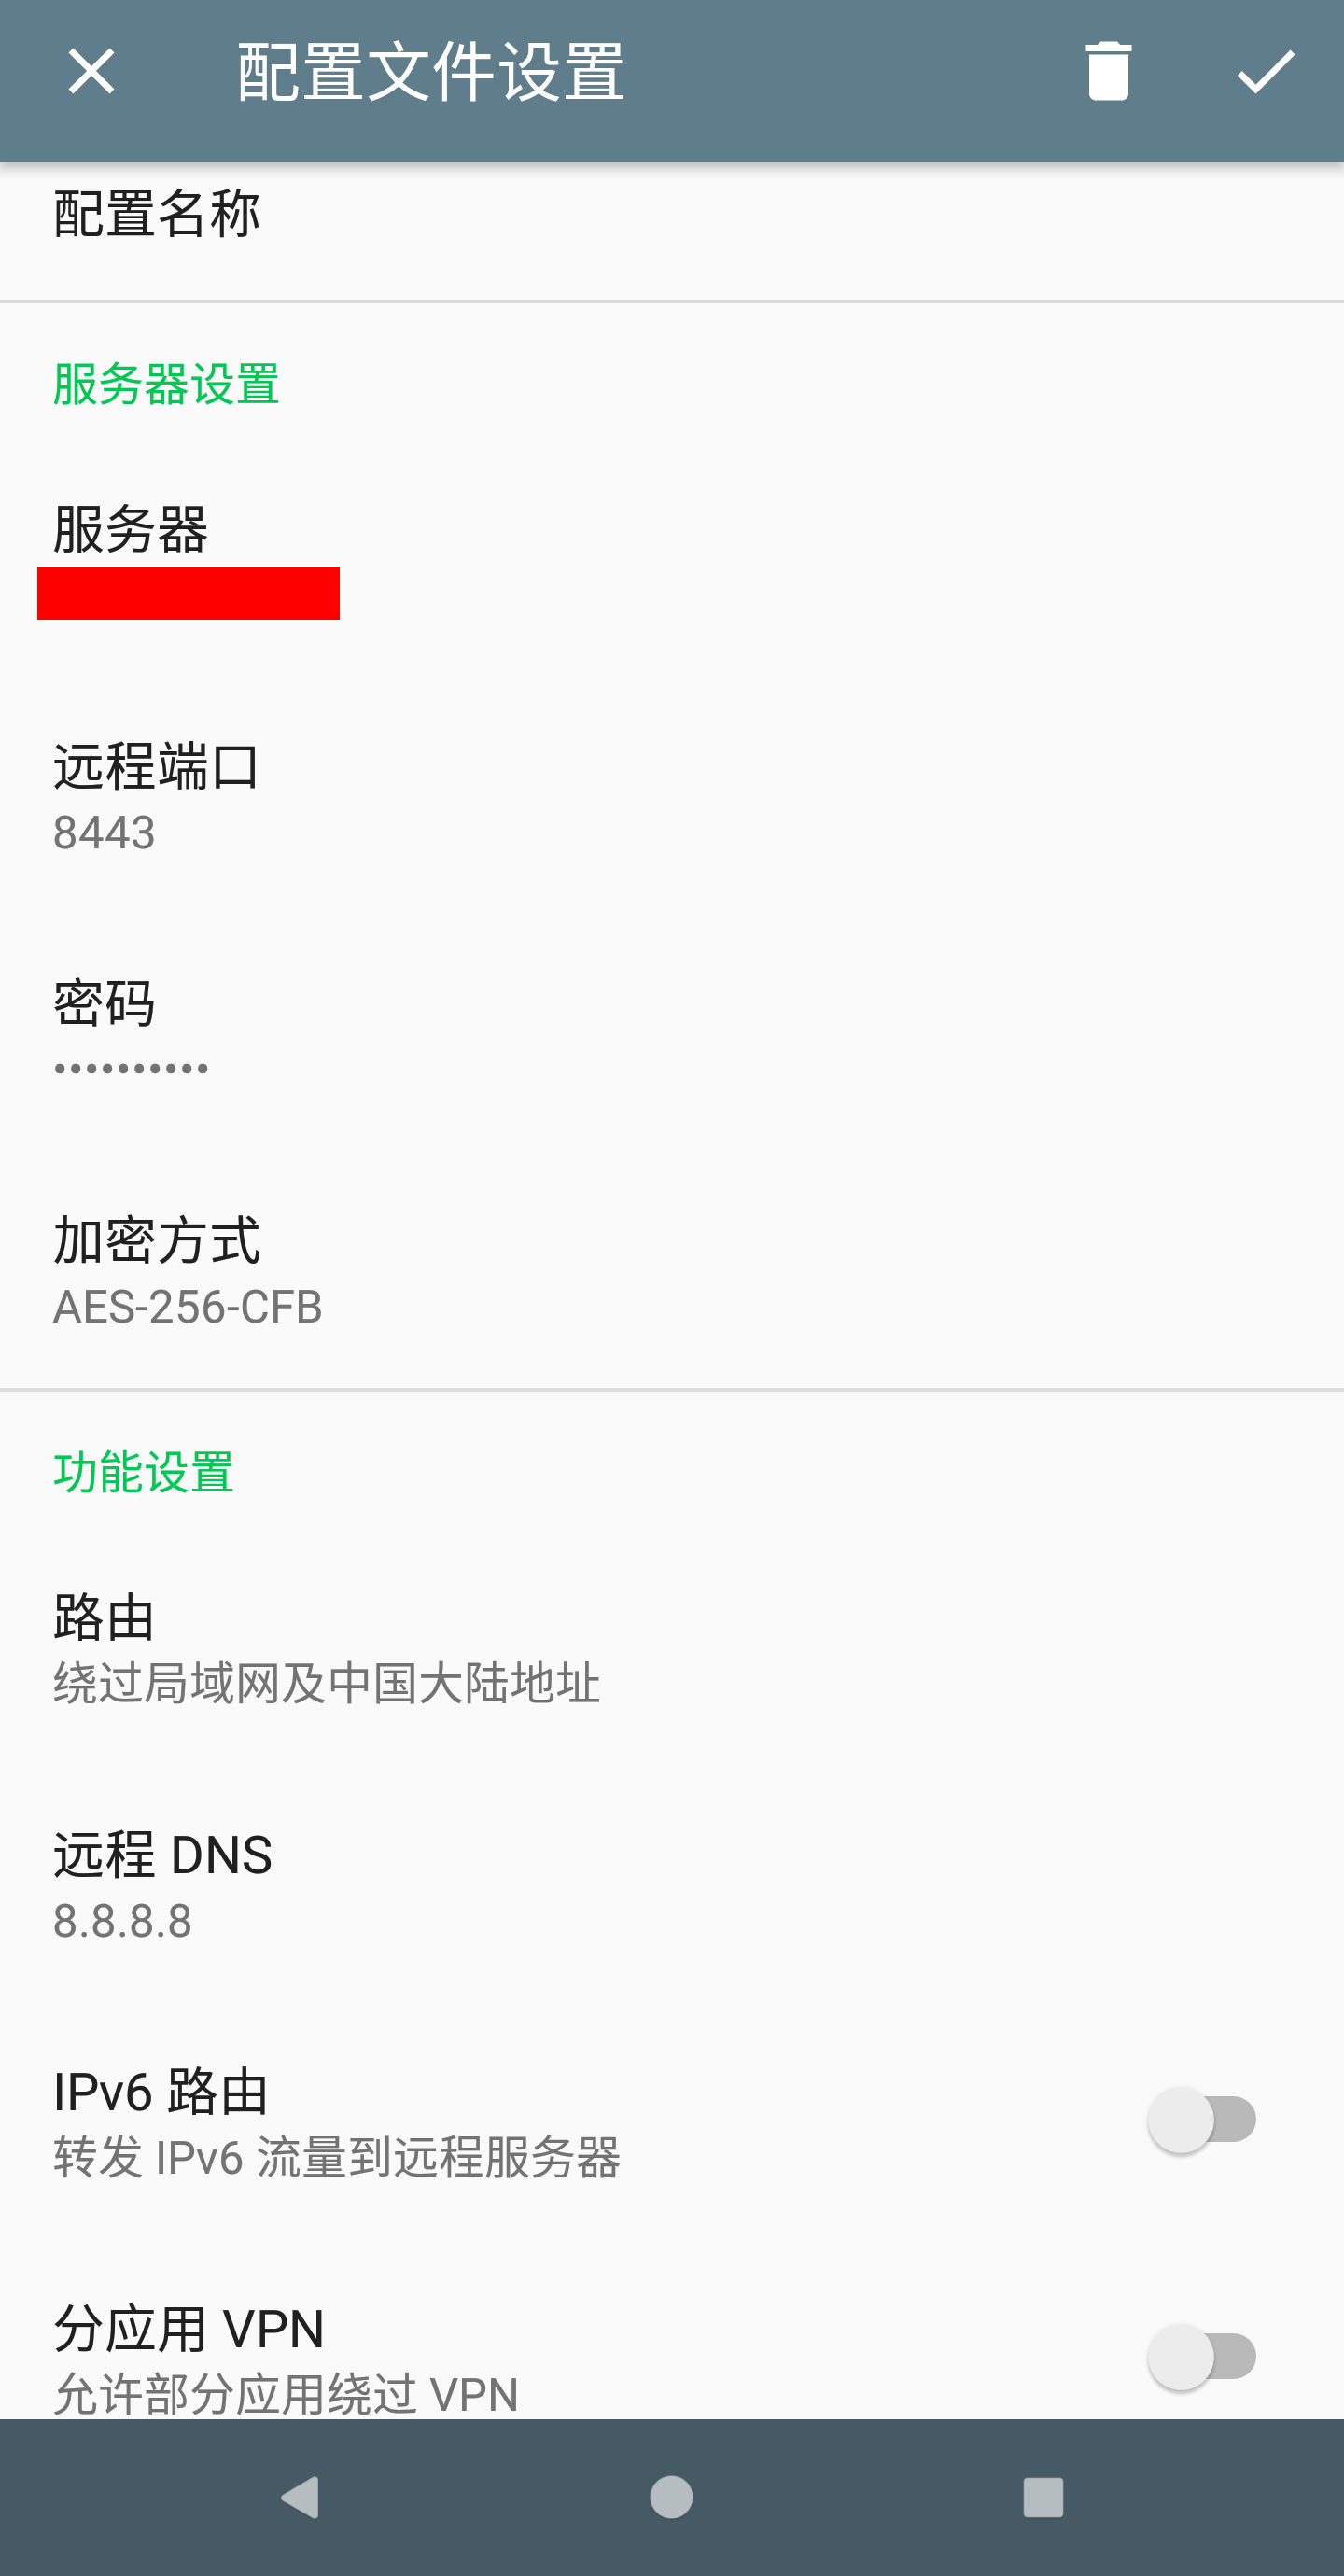 配置文件设置
配置名称
服务器设置
服务器
远程端口
8443
密码
••••••••••
加密方式
AES-256-CFB
功能设置
路由
绕过局域网及中国大陆地址
远程 DNS
8.8.8.8
IPv6 路由
转发 IPv6 流量到远程服务器
分应用 VPN
允许部分应用绕过 VPN